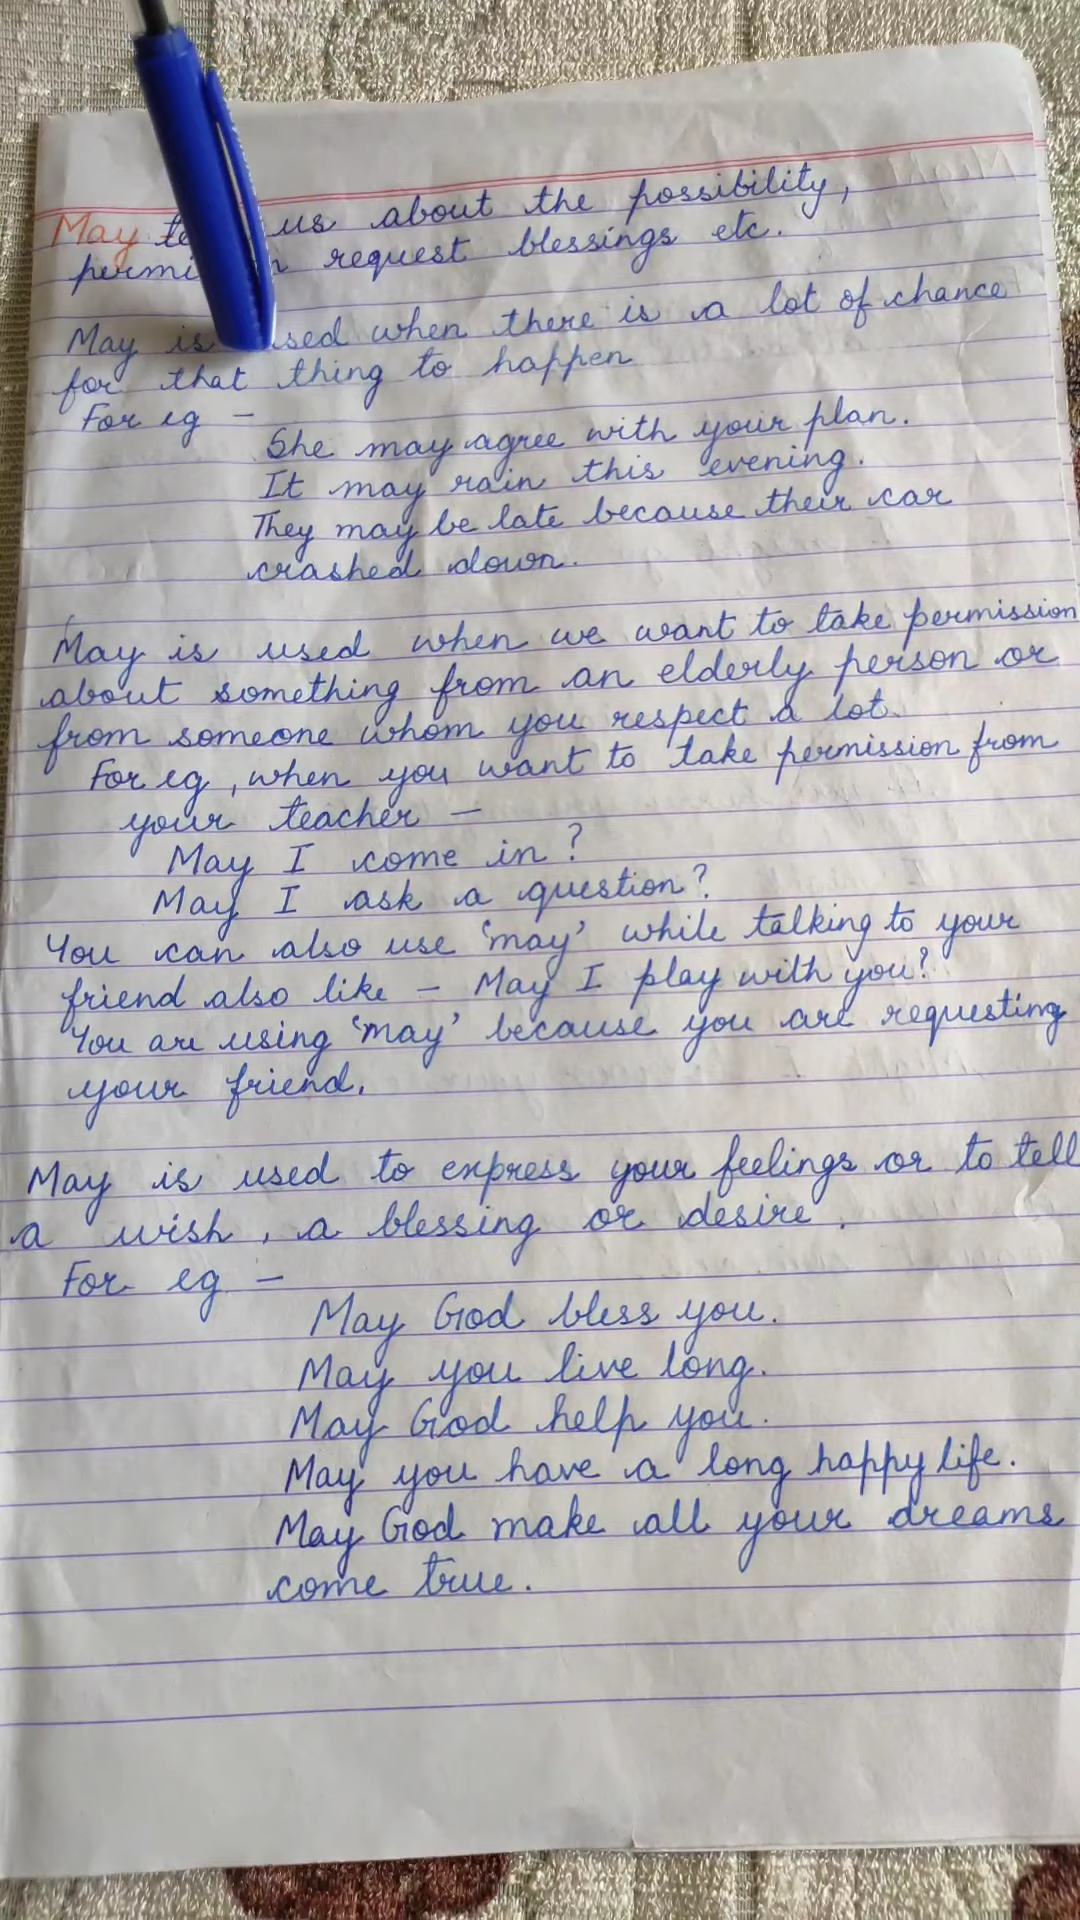 May us about the possibility,
request blessings etc.
May is used when there is a lot of chance
for that thing to happen
For eg –
She may agree with your plan.
It may rain this evening.
They may be late because their car
crashed down.
May is used when we want to take permission
about something from an elderly person or
from someone whom you respect a lot.
For eg, when you want to take permission from
your teacher –
May I come in?
May I ask a question?
You can also use 'may' while talking to your
friend also like – May I play with you?
You are using 'may' because you are requesting
your friend.
May is used to express your feelings or to tell
a wish, a blessing or desire.
For eg –
May God bless you.
May you live long.
May God help you.
May you have a long happy life.
May God make all your dreams
come true.